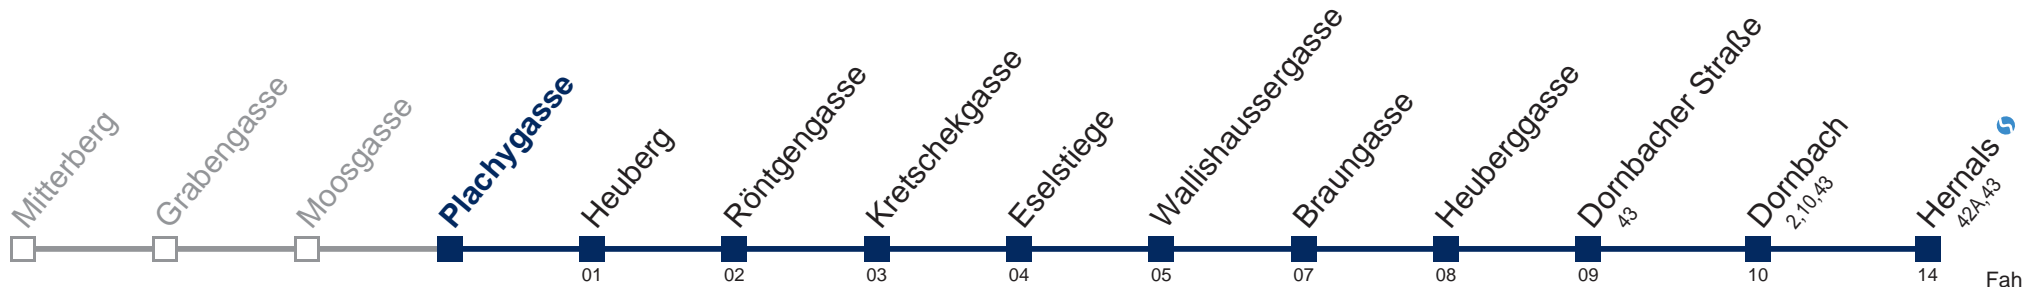 Mitterberg
Grabengasse
Moosgasse
Plachygasse
Heuberg
Röntgengasse
Kretschekgasse
Eselstiege
Wallishaussergasse
Braungasse
Heuberggasse
Dornbacher Straße
43
Dornbach
2,10,43
Hernals
42A,43
01
02
03
04
05
07
08
09
10
14
Fah